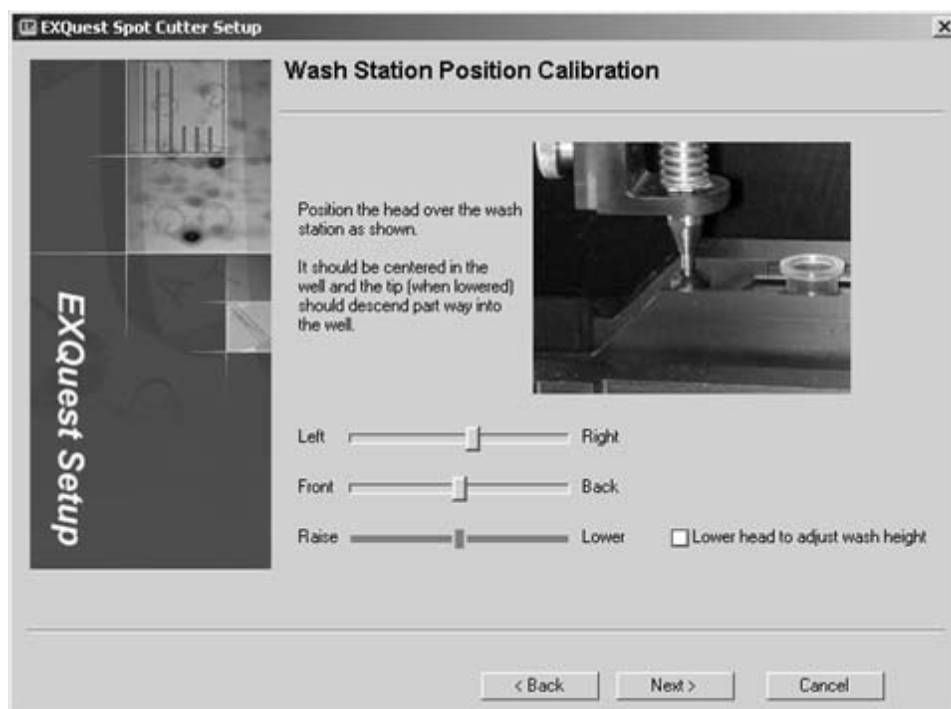 EXQuest Spot Cutter Setup
Wash Station Position Calibration
Position the head over the wash
station as shown.
It should be centered in the
well and the tip (when lowered)
should descend part way into
the well.
EXQuest Setup
Left
Right
Front
Back
Raise
Lower
Lower head to adjust wash height
< Back
Next >
Cancel